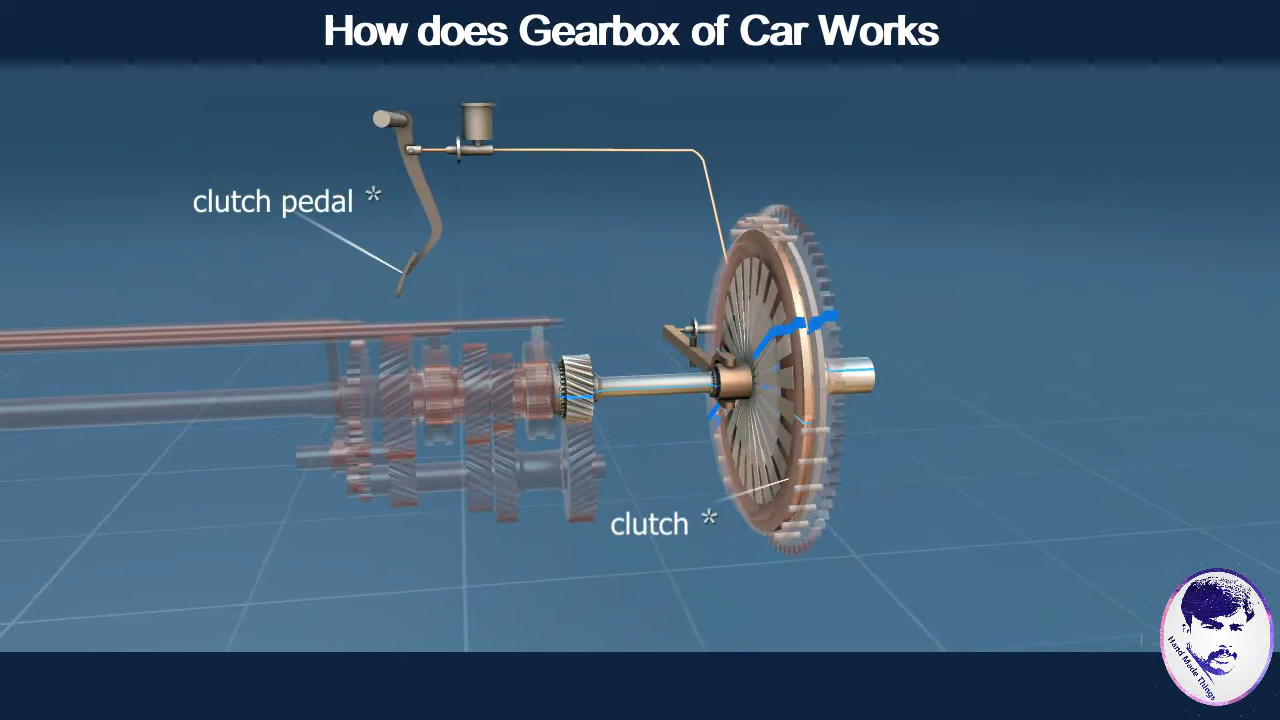 How does Gearbox of Car Works
clutch pedal *
clutch *
Hand Made Things